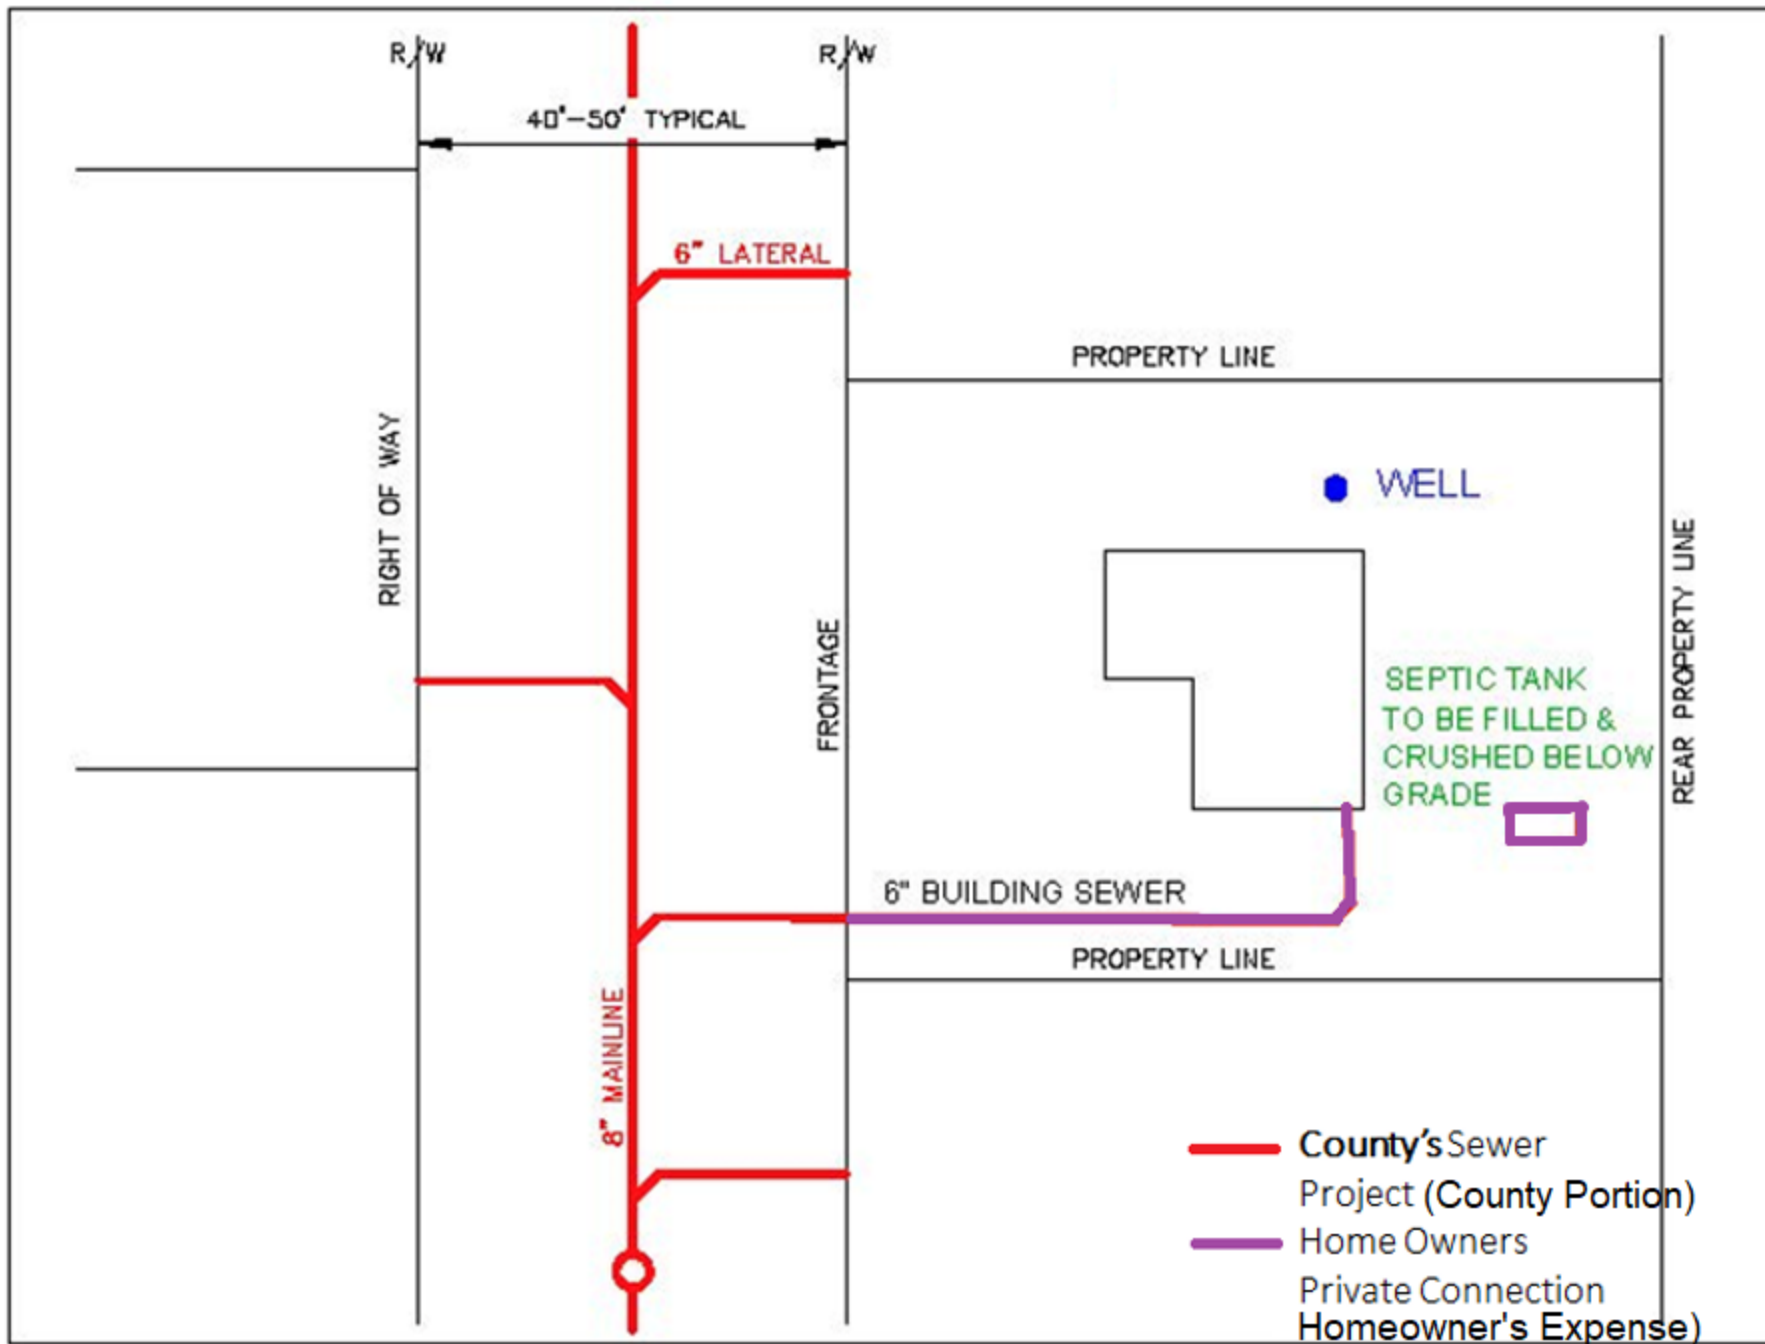 R/W
R/W
40'-50' TYPICAL
6" LATERAL
PROPERTY LINE
RIGHT OF WAY
WELL
FRONTAGE
REAR PROPERTY LINE
SEPTIC TANK
TO BE FILLED &
CRUSHED BELOW
GRADE
6" BUILDING SEWER
PROPERTY LINE
8" MAINLINE
County's Sewer
Project (County Portion)
Home Owners
Private Connection
Homeowner's Expense)